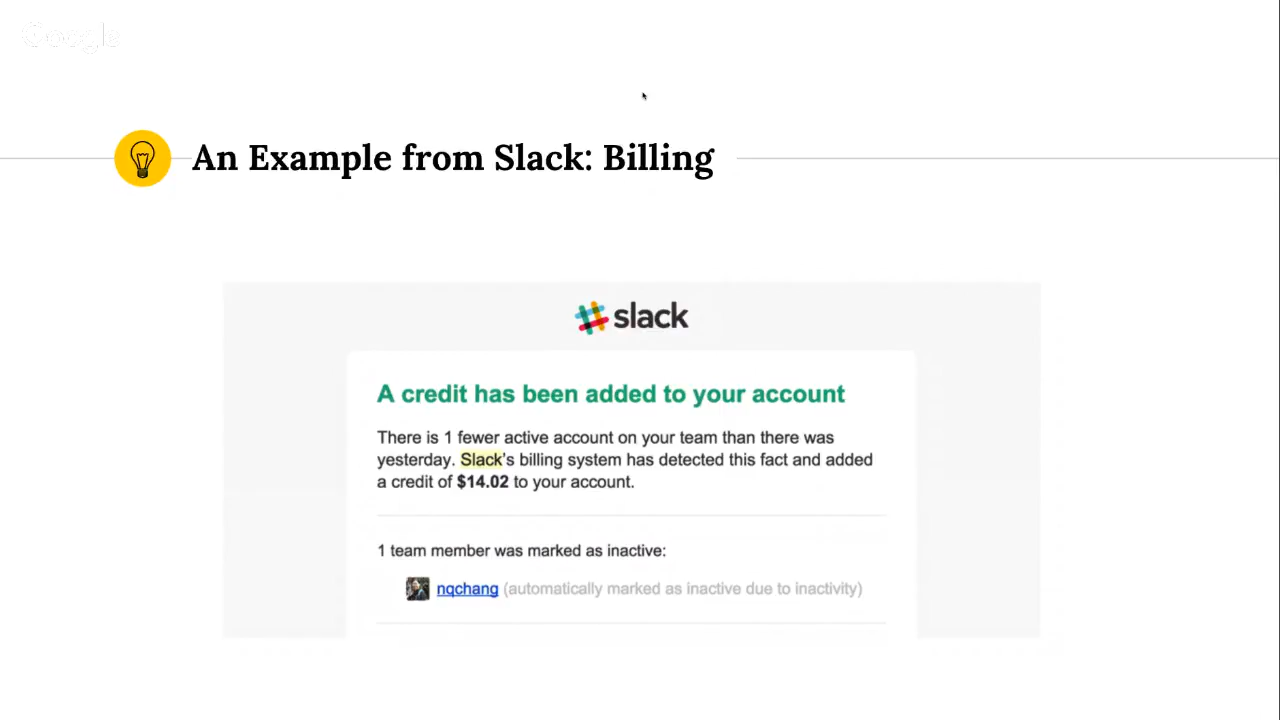 Google
An Example from Slack: Billing
slack
A credit has been added to your account
There is 1 fewer active account on your team than there was
yesterday. Slack's billing system has detected this fact and added
a credit of $14.02 to your account.
1 team member was marked as inactive:
nqchang (automatically marked as inactive due to inactivity)